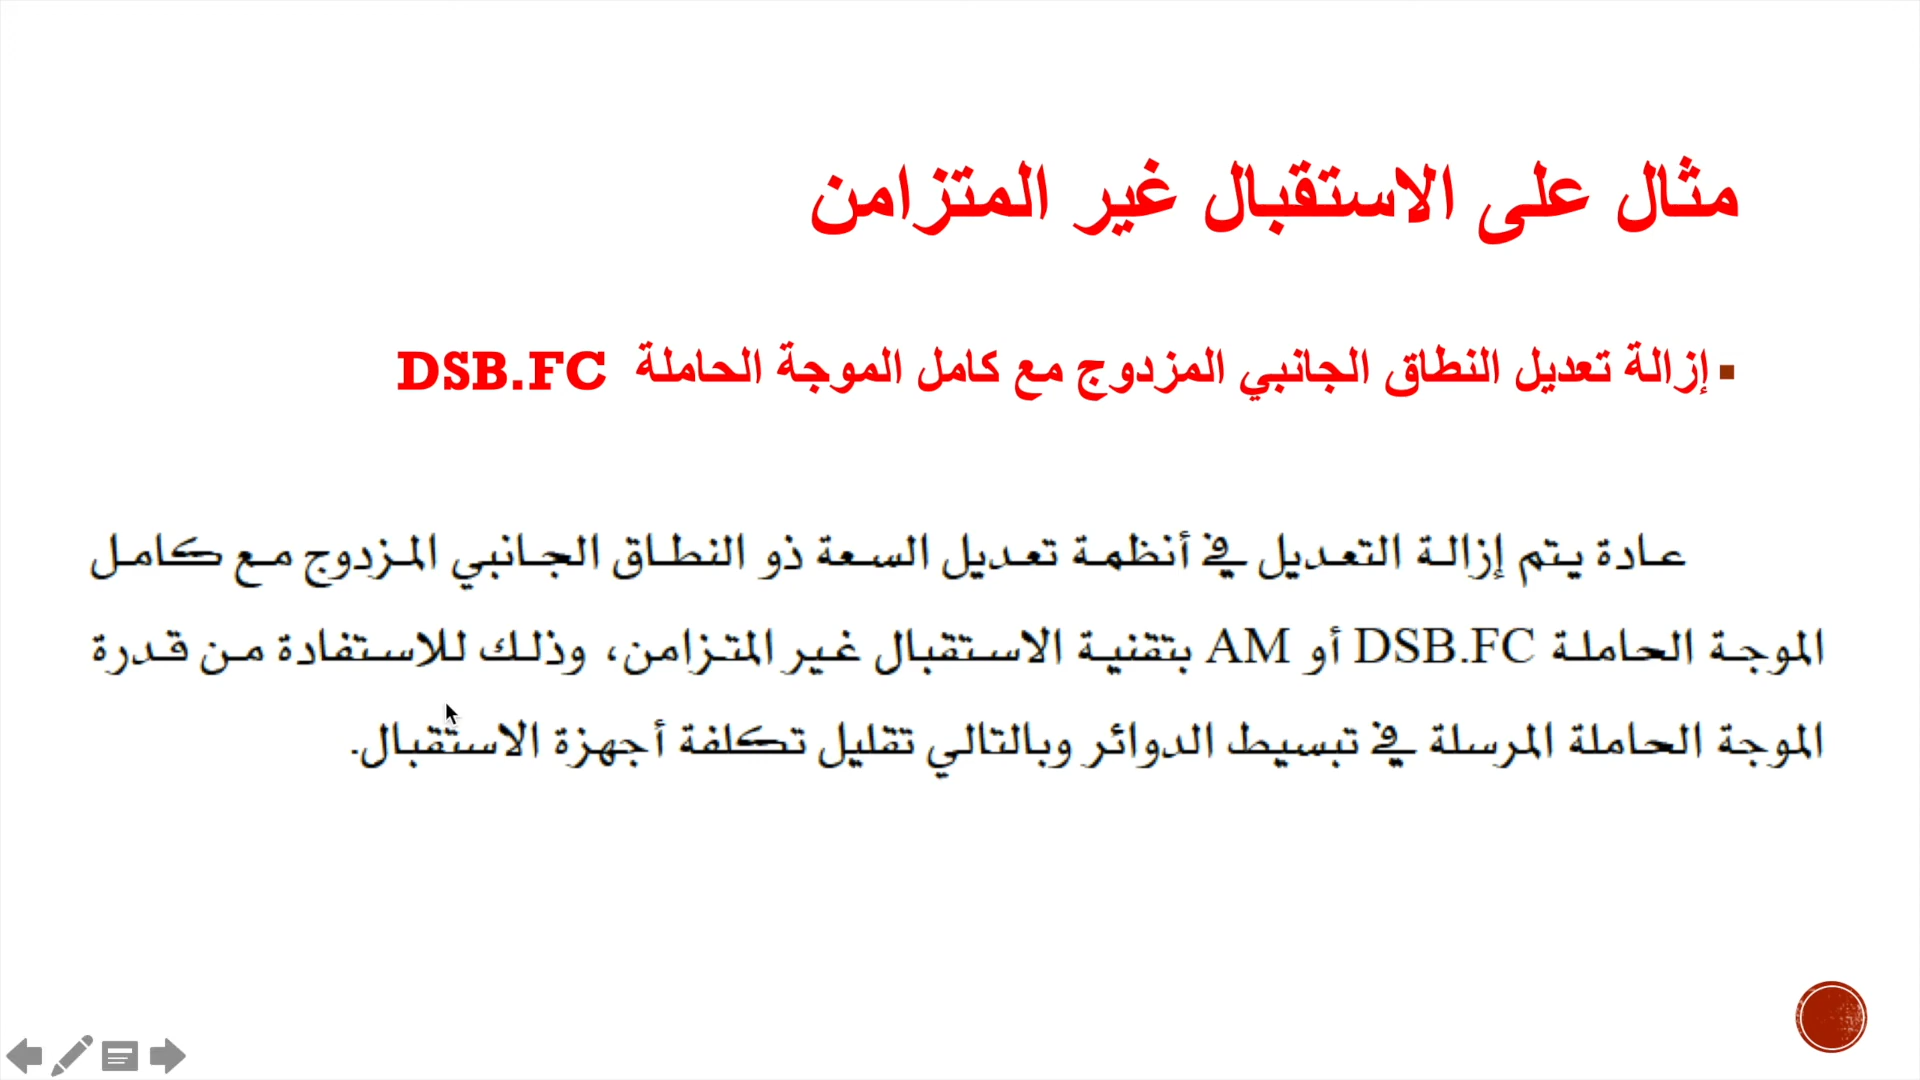 مثال على الاستقبال غير المتزامن
▪ إزالة تعديل النطاق الجانبي المزدوج مع كامل الموجة الحاملة DSB.FC
عادة يتم إزالة التعديل في أنظمة تعديل السعة ذو النطاق الجانبي المزدوج مع كامل
الموجة الحاملة DSB.FC أو AM بتقنية الاستقبال غير المتزامن، وذلك للاستفادة من قدرة
الموجة الحاملة المرسلة في تبسيط الدوائر وبالتالي تقليل تكلفة أجهزة الاستقبال.